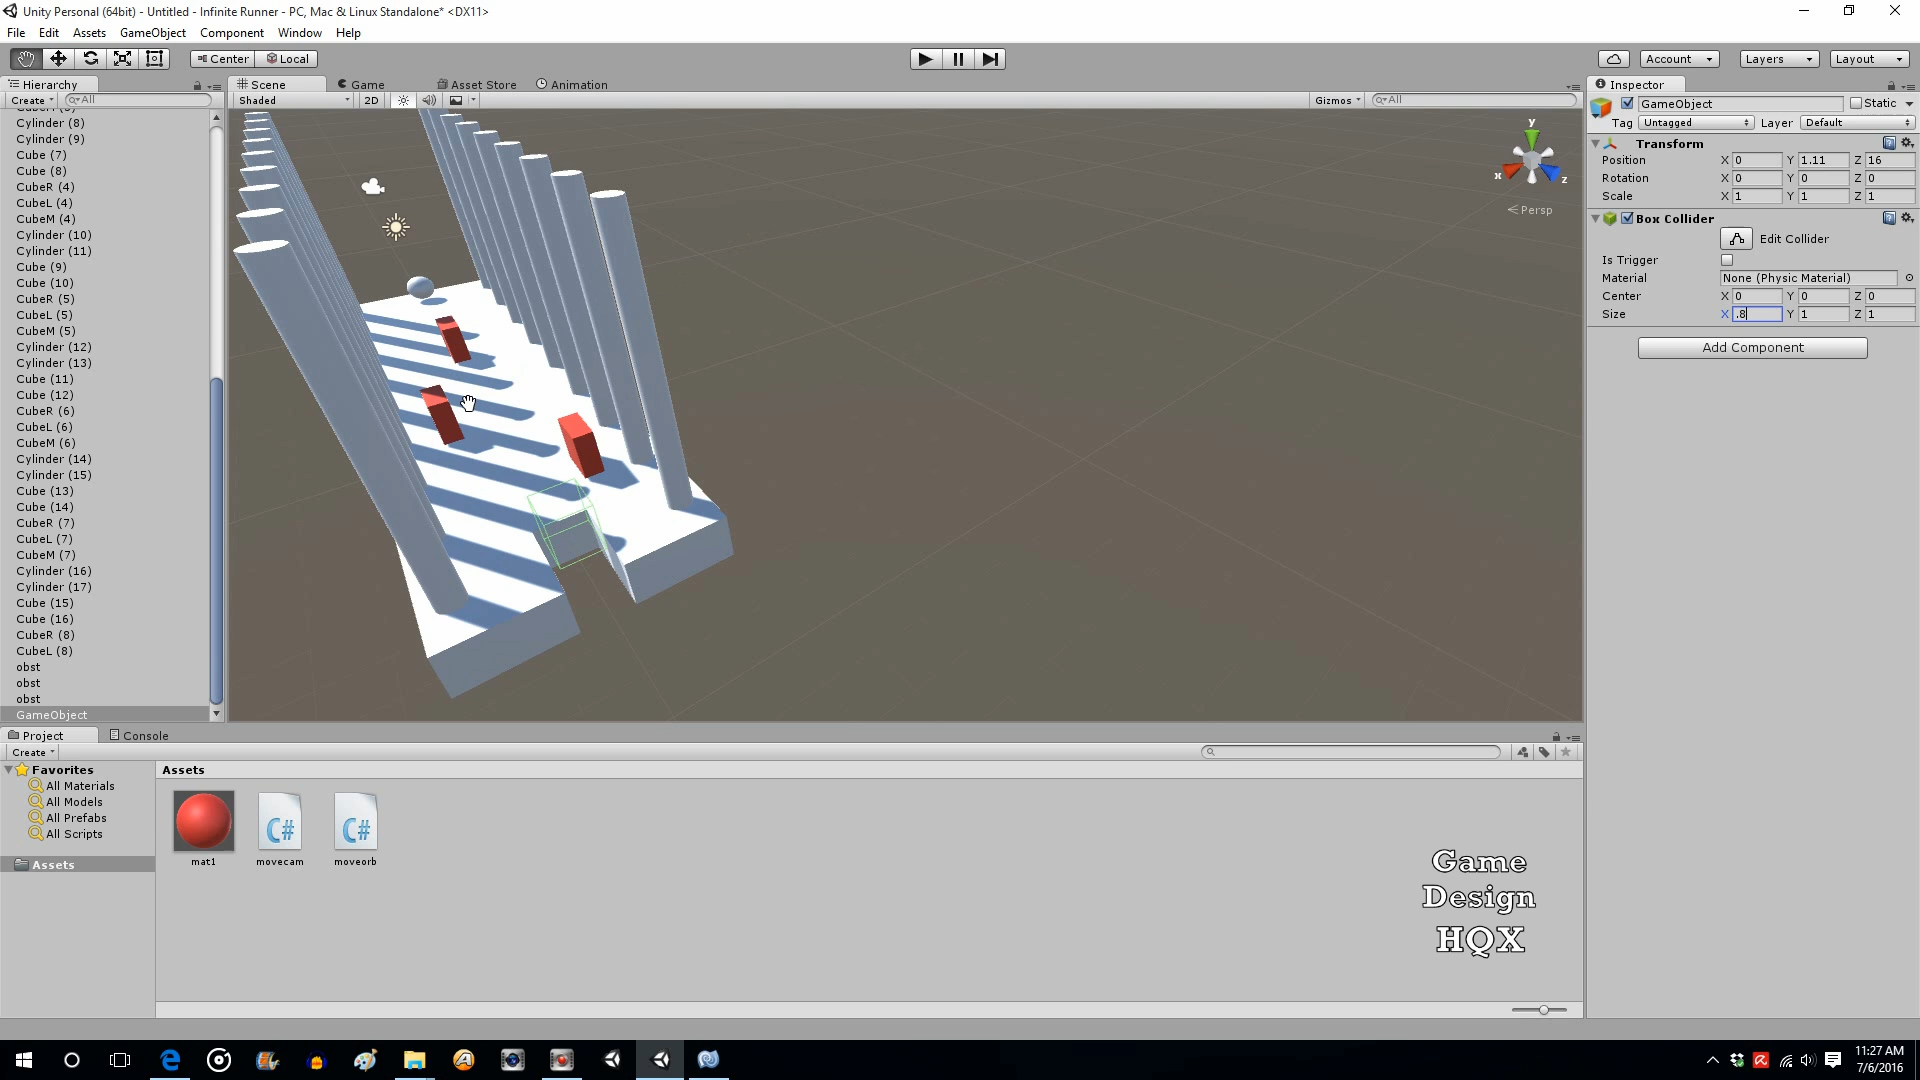 Unity Personal (64bit) - Untitled - Infinite Runner - PC, Mac & Linux Standalone* <DX11>
File Edit Assets GameObject Component Window Help
Center Local
Account Layers Layout
Hierarchy
Create All
Cylinder (8)
Cylinder (9)
Cube (7)
Cube (8)
CubeR (4)
CubeL (4)
CubeM (4)
Cylinder (10)
Cylinder (11)
Cube (9)
Cube (10)
CubeR (5)
CubeL (5)
CubeM (5)
Cylinder (12)
Cylinder (13)
Cube (11)
Cube (12)
CubeR (6)
CubeL (6)
CubeM (6)
Cylinder (14)
Cylinder (15)
Cube (13)
Cube (14)
CubeR (7)
CubeL (7)
CubeM (7)
Cylinder (16)
Cylinder (17)
Cube (15)
Cube (16)
CubeR (8)
CubeL (8)
obst
obst
obst
GameObject
Scene Game Asset Store Animation
Shaded 2D Gizmos All
y
x z
Persp
Inspector
GameObject Static
Tag Untagged Layer Default
Transform
Position X 0 Y 1.11 Z 16
Rotation X 0 Y 0 Z 0
Scale X 1 Y 1 Z 1
Box Collider
Edit Collider
Is Trigger
Material None (Physic Material)
Center X 0 Y 0 Z 0
Size X .8 Y 1 Z 1
Add Component
Project Console
Create
Favorites
All Materials
All Models
All Prefabs
All Scripts
Assets
Assets
C# C#
mat1 movecam moveorb
Game
Design
HQX
11:27 AM
7/6/2016